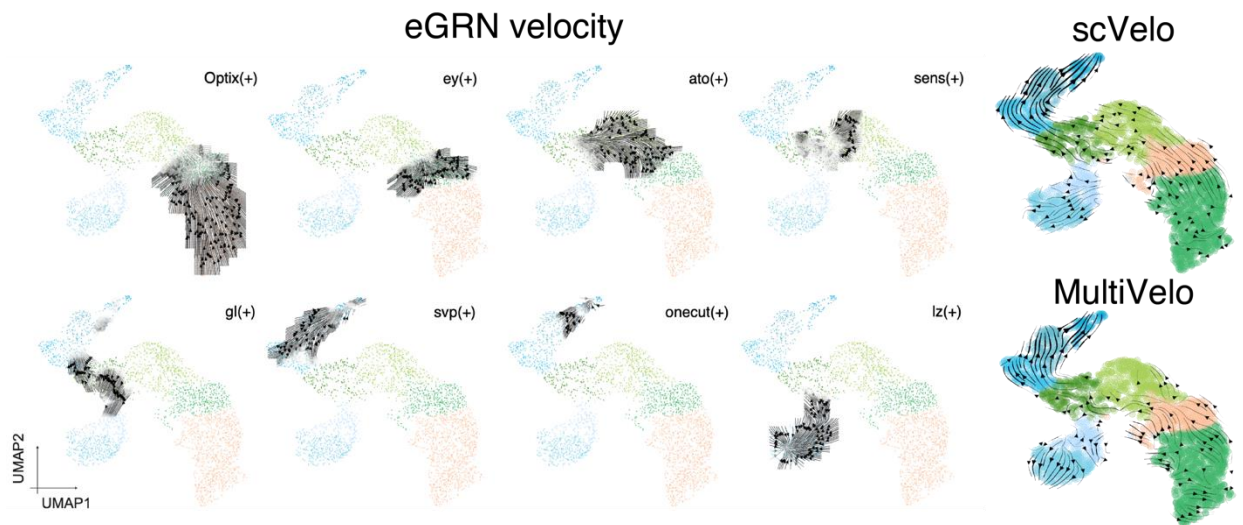 eGRN velocity
scVelo
Optix(+)
ey(+)
ato(+)
sens(+)
MultiVelo
gl(+)
svp(+)
onecut(+)
lz(+)
UMAP2
UMAP1